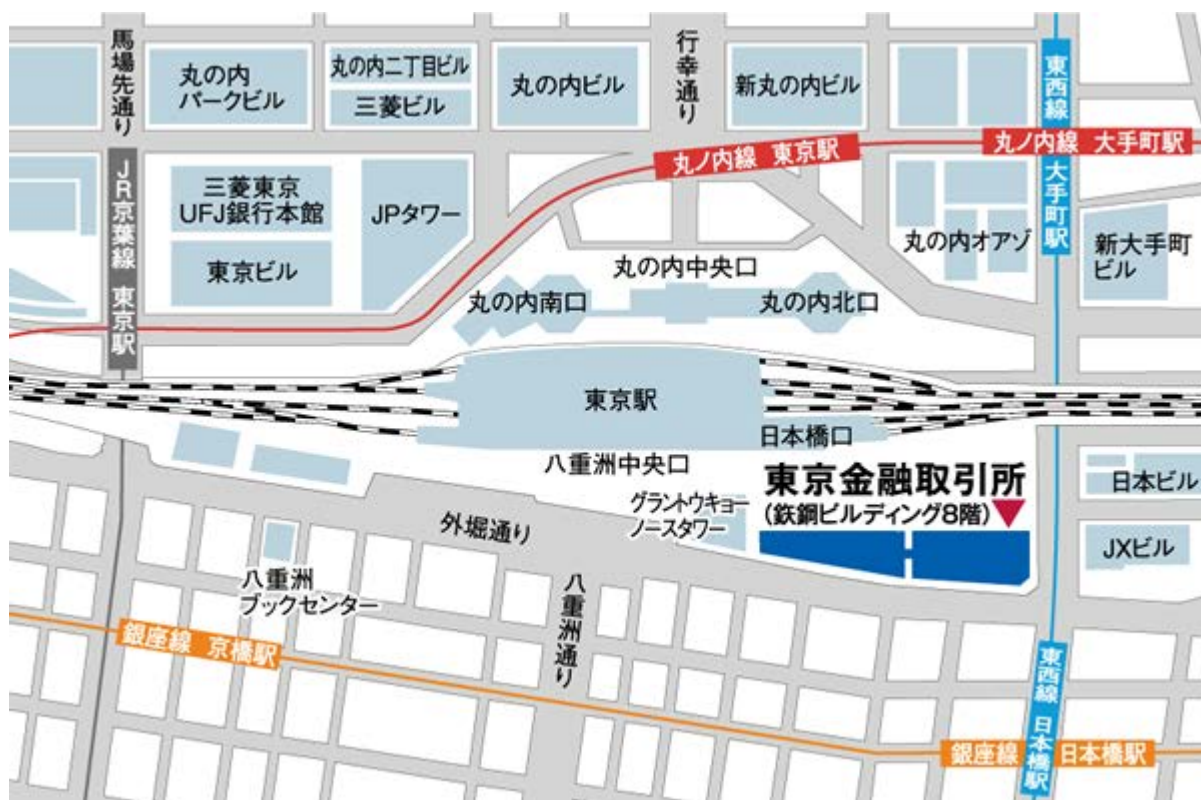 馬場先通り
丸の内
パークビル
丸の内二丁目ビル
三菱ビル
丸の内ビル
行幸通り
新丸の内ビル
東西線 大手町駅
丸ノ内線 東京駅
丸ノ内線 大手町駅
JR京葉線 東京駅
三菱東京
UFJ銀行本館
JPタワー
東京ビル
丸の内オアゾ
新大手町
ビル
丸の内中央口
丸の内南口
丸の内北口
東京駅
日本橋口
八重洲中央口
東京金融取引所
(鉄鋼ビルディング8階)
グラントウキョー
ノースタワー
日本ビル
JXビル
外堀通り
八重洲
ブックセンター
八重洲通り
銀座線 京橋駅
東西線 日本橋駅
銀座線 日本橋駅